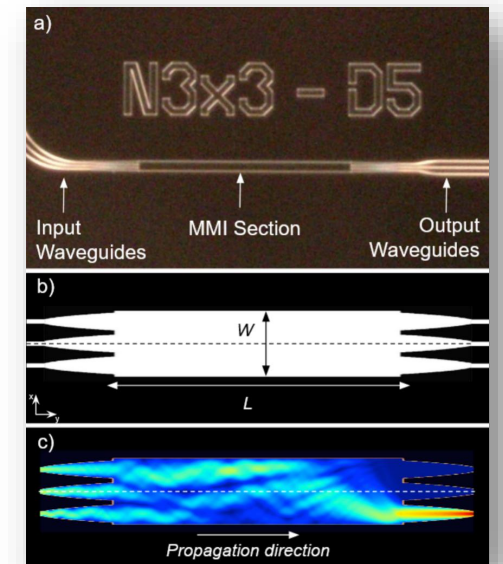 a)
N3x3 - D5
Input
Waveguides
MMI Section
Output
Waveguides
b)
W
L
x
y
c)
Propagation direction